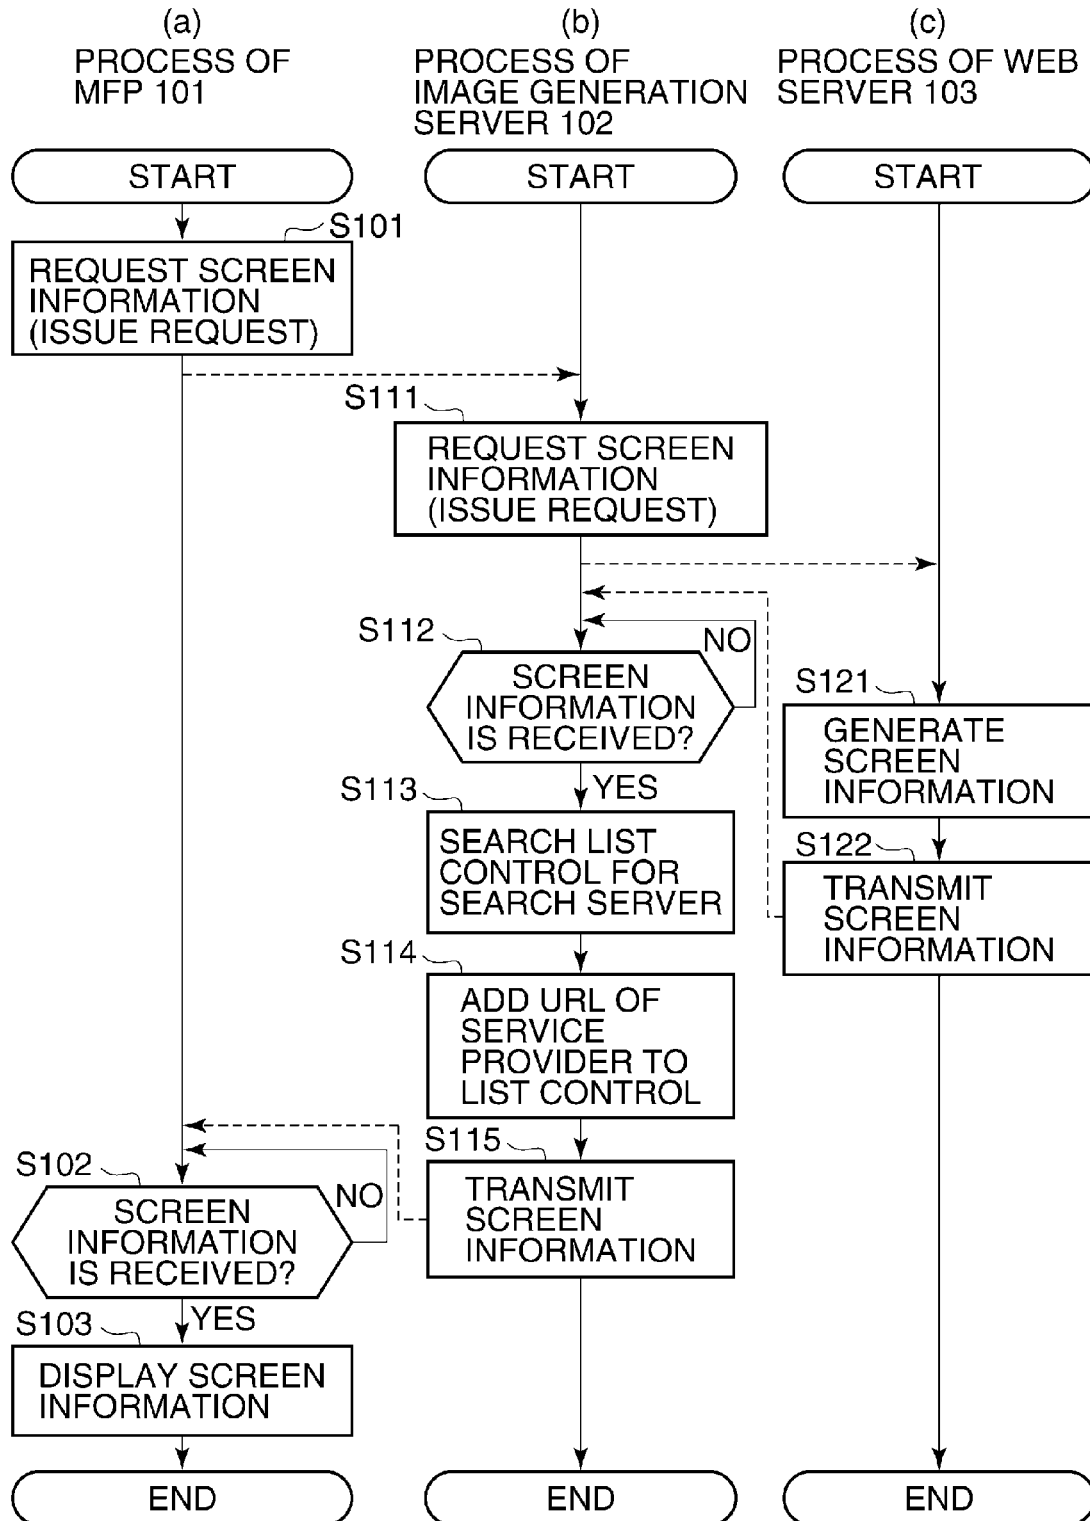 (a)
PROCESS OF
MFP 101
(b)
PROCESS OF
IMAGE GENERATION
SERVER 102
(c)
PROCESS OF WEB
SERVER 103
START
START
START
S101
REQUEST SCREEN
INFORMATION
(ISSUE REQUEST)
S111
REQUEST SCREEN
INFORMATION
(ISSUE REQUEST)
S112
NO
SCREEN
INFORMATION
IS RECEIVED?
YES
S121
GENERATE
SCREEN
INFORMATION
S113
SEARCH LIST
CONTROL FOR
SEARCH SERVER
S122
TRANSMIT
SCREEN
INFORMATION
S114
ADD URL OF
SERVICE
PROVIDER TO
LIST CONTROL
S115
TRANSMIT
SCREEN
INFORMATION
S102
NO
SCREEN
INFORMATION
IS RECEIVED?
YES
S103
DISPLAY SCREEN
INFORMATION
END
END
END